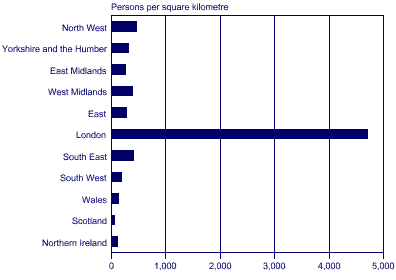 Persons per square kilometre
North West
Yorkshire and the Humber
East Midlands
West Midlands
East
London
South East
South West
Wales
Scotland
Northern Ireland
0 1,000 2,000 3,000 4,000 5,000